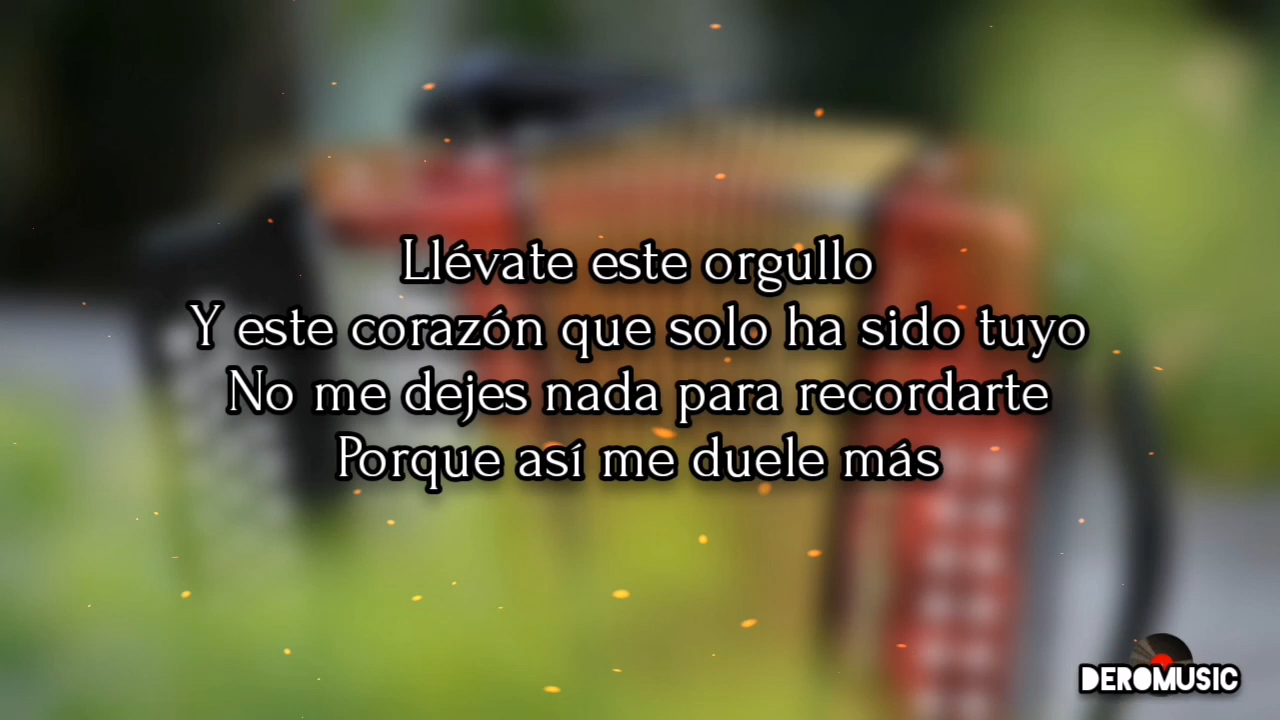 Llévate este orgullo
Y este corazón que solo ha sido tuyo
No me dejes nada para recordarte
Porque así me duele más
DEROMUSIC